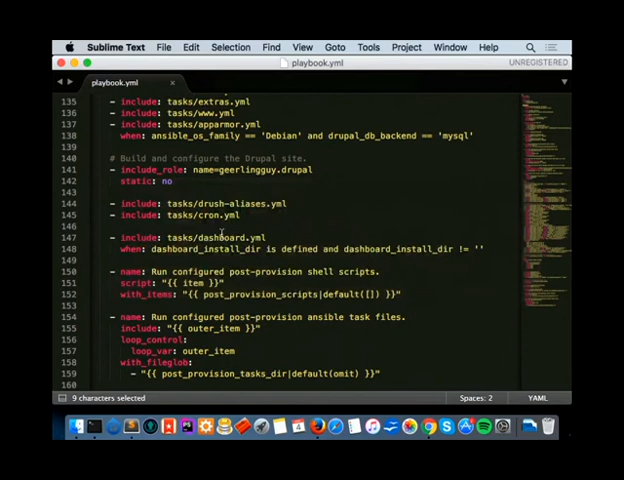 Sublime Text File Edit Selection Find View Goto Tools Project Window Help
playbook.yml UNREGISTERED
playbook.yml
135 - include: tasks/extras.yml
136 - include: tasks/www.yml
137 - include: tasks/apparmor.yml
138 when: ansible_os_family == 'Debian' and drupal_db_backend == 'mysql'
139
140 # Build and configure the Drupal site.
141 - include_role: name=geerlingguy.drupal
142 static: no
143
144 - include: tasks/drush-aliases.yml
145 - include: tasks/cron.yml
146
147 - include: tasks/dashboard.yml
148 when: dashboard_install_dir is defined and dashboard_install_dir != ''
149
150 - name: Run configured post-provision shell scripts.
151 script: "{{ item }}"
152 with_items: "{{ post_provision_scripts|default([]) }}"
153
154 - name: Run configured post-provision ansible task files.
155 include: "{{ outer_item }}"
156 loop_control:
157 loop_var: outer_item
158 with_fileglob:
159 - "{{ post_provision_tasks_dir|default(omit) }}"
160
9 characters selected Spaces: 2 YAML